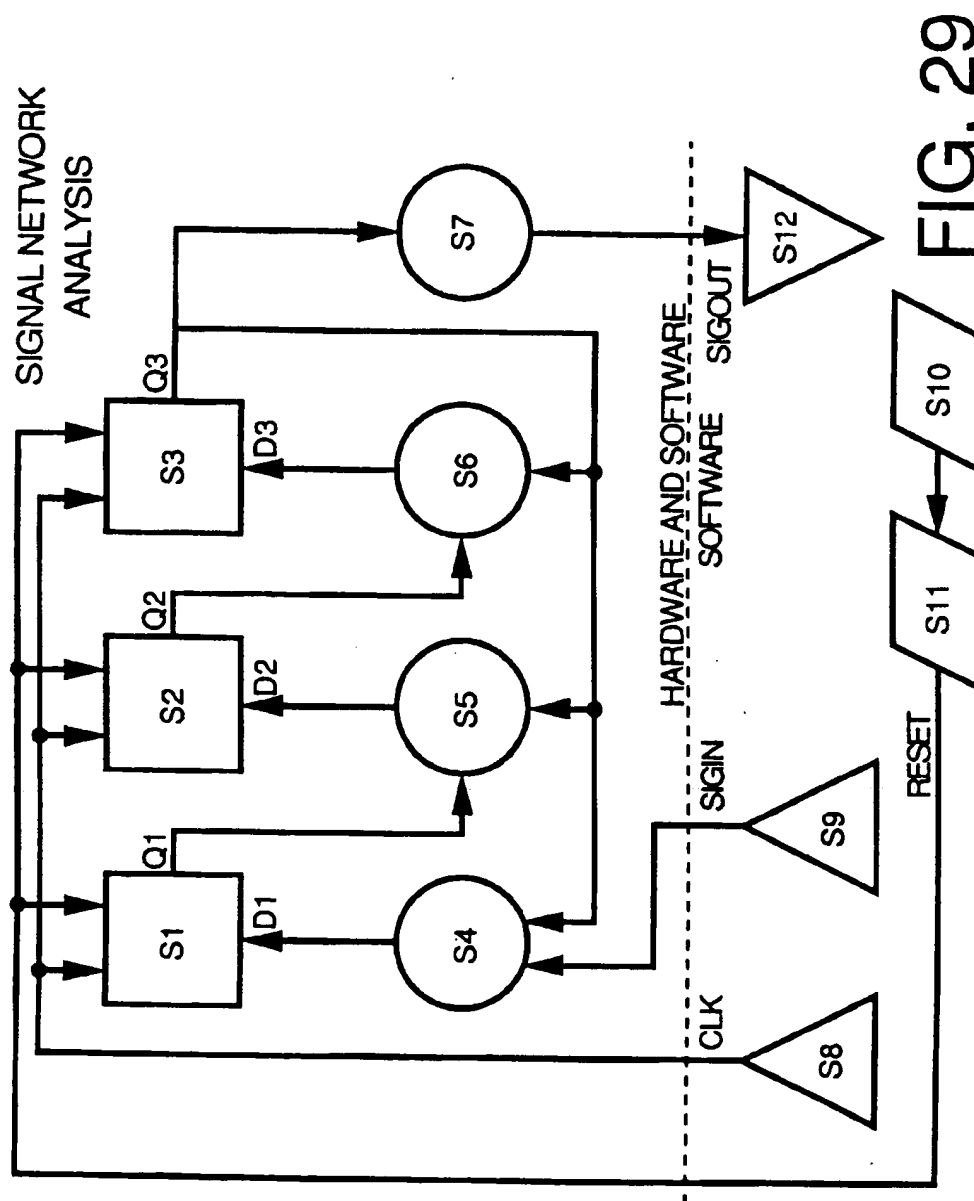 SIGNAL NETWORK
ANALYSIS
S1
S2
S3
Q1
Q2
Q3
D1
D2
D3
S4
S5
S6
S7
HARDWARE AND SOFTWARE
SOFTWARE
CLK
SIGIN
SIGOUT
S8
S9
S12
RESET
S11
S10
FIG. 29